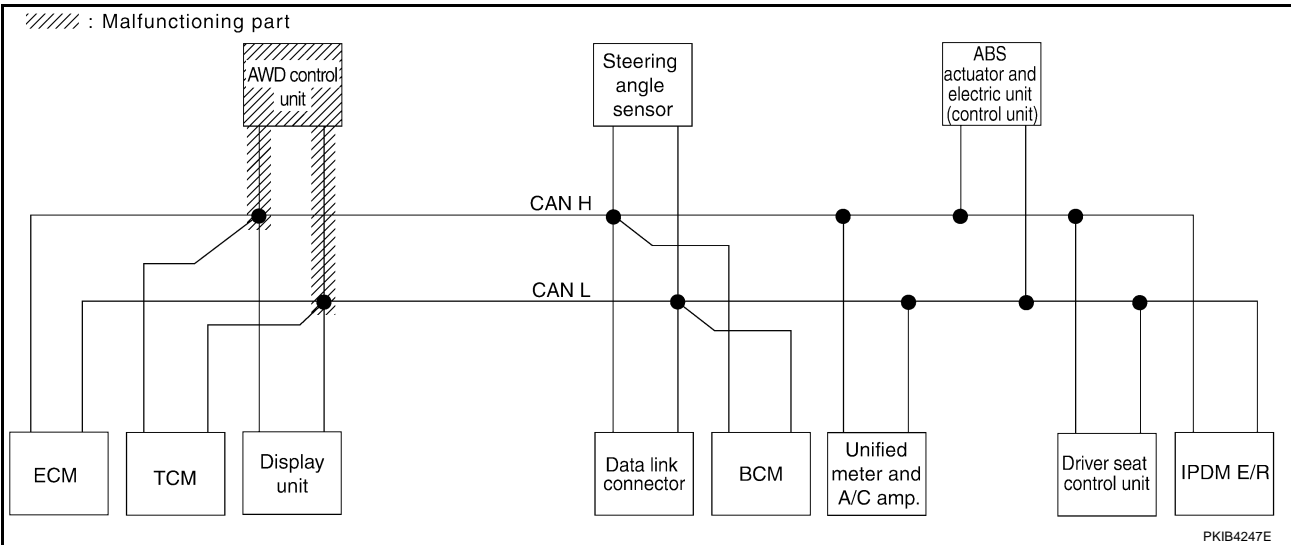 : Malfunctioning part
AWD control
unit
Steering
angle
sensor
ABS
actuator and
electric unit
(control unit)
CAN H
CAN L
ECM
TCM
Display
unit
Data link
connector
BCM
Unified
meter and
A/C amp.
Driver seat
control unit
IPDM E/R
PKIB4247E